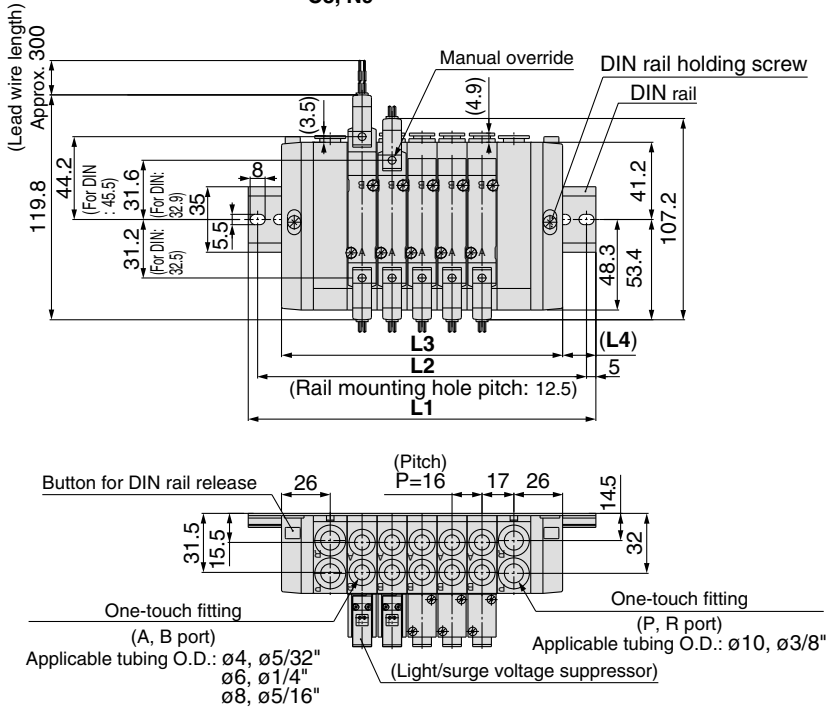 (Lead wire length)
Approx. 300
Manual override
DIN rail holding screw
DIN rail
(3.5)
(4.9)
119.8
44.2
(For DIN
: 45.5)
31.6
(For DIN:
32.9)
8
35
5.5
31.2
(For DIN:
32.5)
B
B
B
B
A
A
A
A
41.2
107.2
48.3
53.4
L3
(L4)
L2
5
(Rail mounting hole pitch: 12.5)
L1
Button for DIN rail release
26
(Pitch)
P=16
17
26
14.5
31.5
15.5
32
One-touch fitting
(A, B port)
Applicable tubing O.D.: ø4, ø5/32"
ø6, ø1/4"
ø8, ø5/16"
(Light/surge voltage suppressor)
One-touch fitting
(P, R port)
Applicable tubing O.D.: ø10, ø3/8"